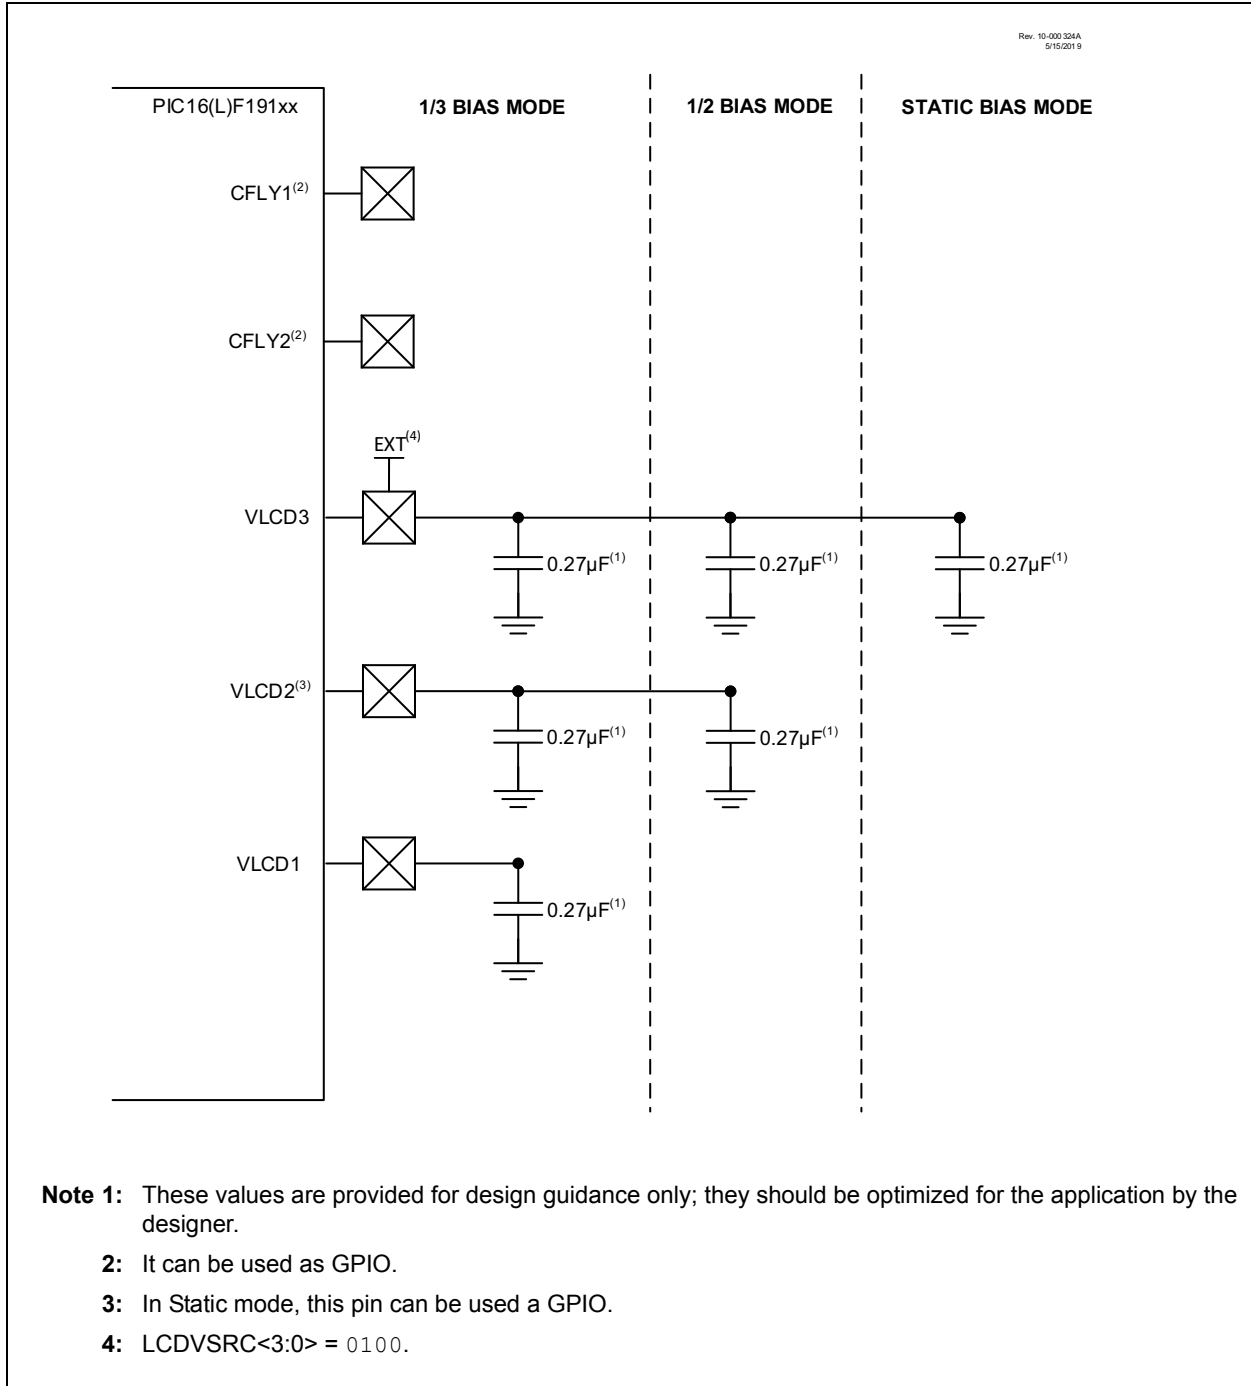 Rev. 10-000 324A
5/15/201 9
PIC16(L)F191xx
1/3 BIAS MODE
1/2 BIAS MODE
STATIC BIAS MODE
CFLY1(2)
CFLY2(2)
EXT(4)
VLCD3
0.27µF(1)
0.27µF(1)
0.27µF(1)
VLCD2(3)
0.27µF(1)
0.27µF(1)
VLCD1
0.27µF(1)
Note 1: These values are provided for design guidance only; they should be optimized for the application by the
designer.
2: It can be used as GPIO.
3: In Static mode, this pin can be used a GPIO.
4: LCDVSRC<3:0> = 0100.